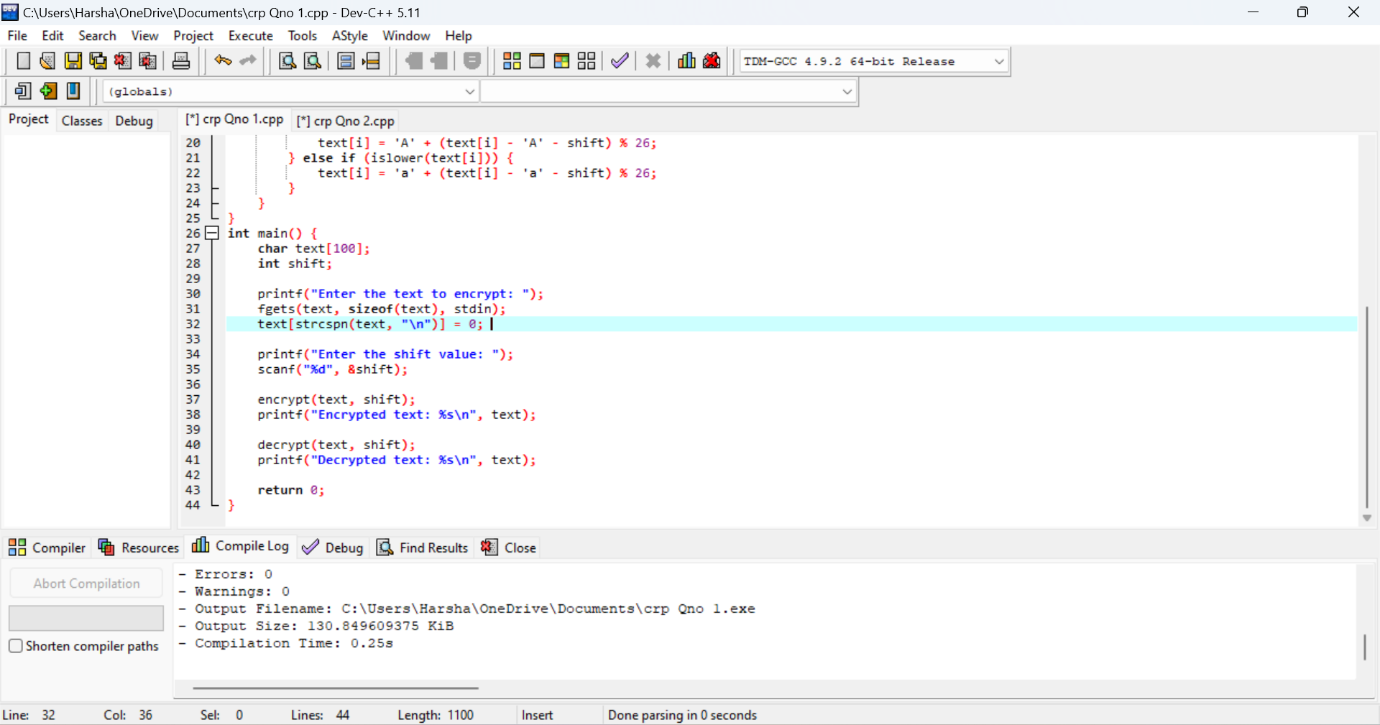 C:\Users\Harsha\OneDrive\Documents\crp Qno 1.cpp - Dev-C++ 5.11
File Edit Search View Project Execute Tools AStyle Window Help
TDM-GCC 4.9.2 64-bit Release
(globals)
Project Classes Debug [*] crp Qno 1.cpp [*] crp Qno 2.cpp
20 text[i] = 'A' + (text[i] - 'A' - shift) % 26;
21 } else if (islower(text[i])) {
22 text[i] = 'a' + (text[i] - 'a' - shift) % 26;
23 }
24 }
25 }
26 int main() {
27 char text[100];
28 int shift;
29
30 printf("Enter the text to encrypt: ");
31 fgets(text, sizeof(text), stdin);
32 text[strcspn(text, "\n")] = 0;
33
34 printf("Enter the shift value: ");
35 scanf("%d", &shift);
36
37 encrypt(text, shift);
38 printf("Encrypted text: %s\n", text);
39
40 decrypt(text, shift);
41 printf("Decrypted text: %s\n", text);
42
43 return 0;
44 }
Compiler Resources Compile Log Debug Find Results Close
Abort Compilation
Shorten compiler paths
- Errors: 0
- Warnings: 0
- Output Filename: C:\Users\Harsha\OneDrive\Documents\crp Qno 1.exe
- Output Size: 130.849609375 KiB
- Compilation Time: 0.25s
Line: 32 Col: 36 Sel: 0 Lines: 44 Length: 1100 Insert Done parsing in 0 seconds